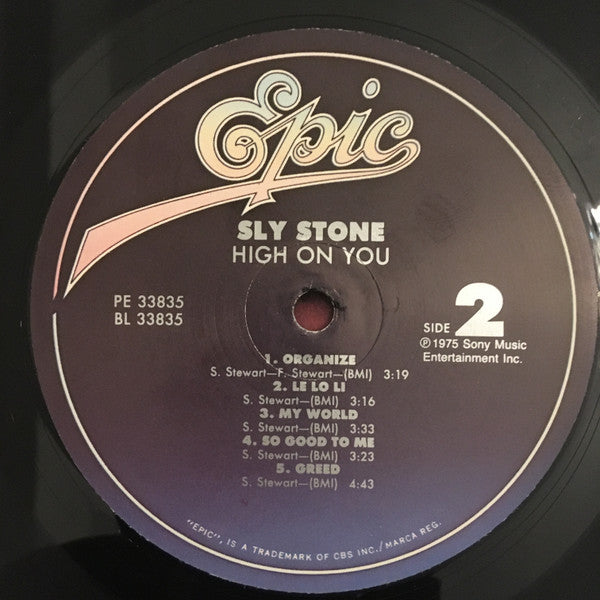 Epic
SLY STONE
HIGH ON YOU
PE 33835
BL 33835
SIDE 2
℗ 1975 Sony Music
Entertainment Inc.
1. ORGANIZE
S. Stewart—F. Stewart—(BMI) 3:19
2. LE LO LI
S. Stewart—(BMI) 3:16
3. MY WORLD
S. Stewart—(BMI) 3:33
4. SO GOOD TO ME
S. Stewart—(BMI) 3:23
5. GREED
S. Stewart—(BMI) 4:43
"EPIC", IS A TRADEMARK OF CBS INC./MARCA REG.